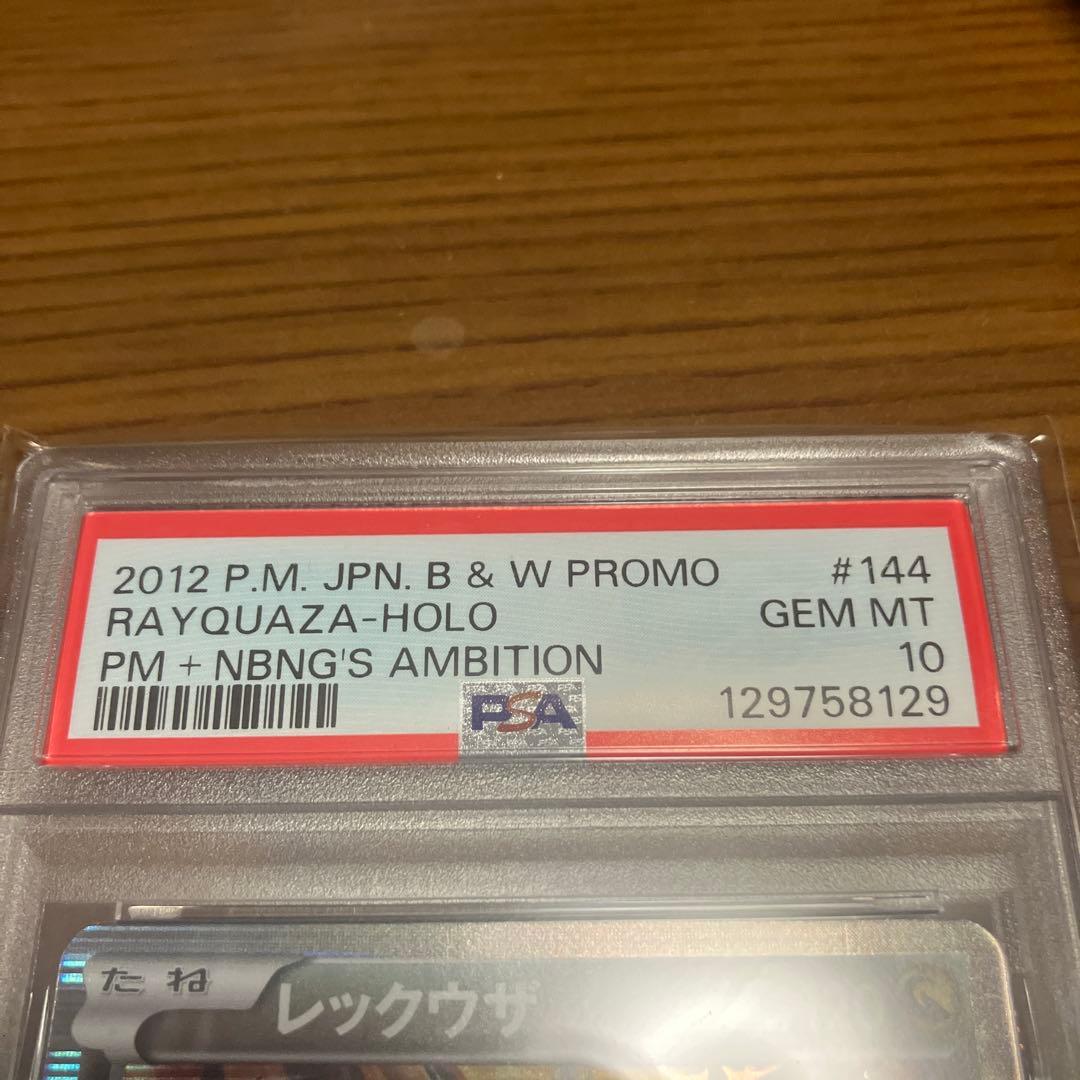 2012 P.M. JPN. B & W PROMO #144
RAYQUAZA-HOLO GEM MT
PM + NBNG'S AMBITION 10
PSA 129758129
たね レックウザ